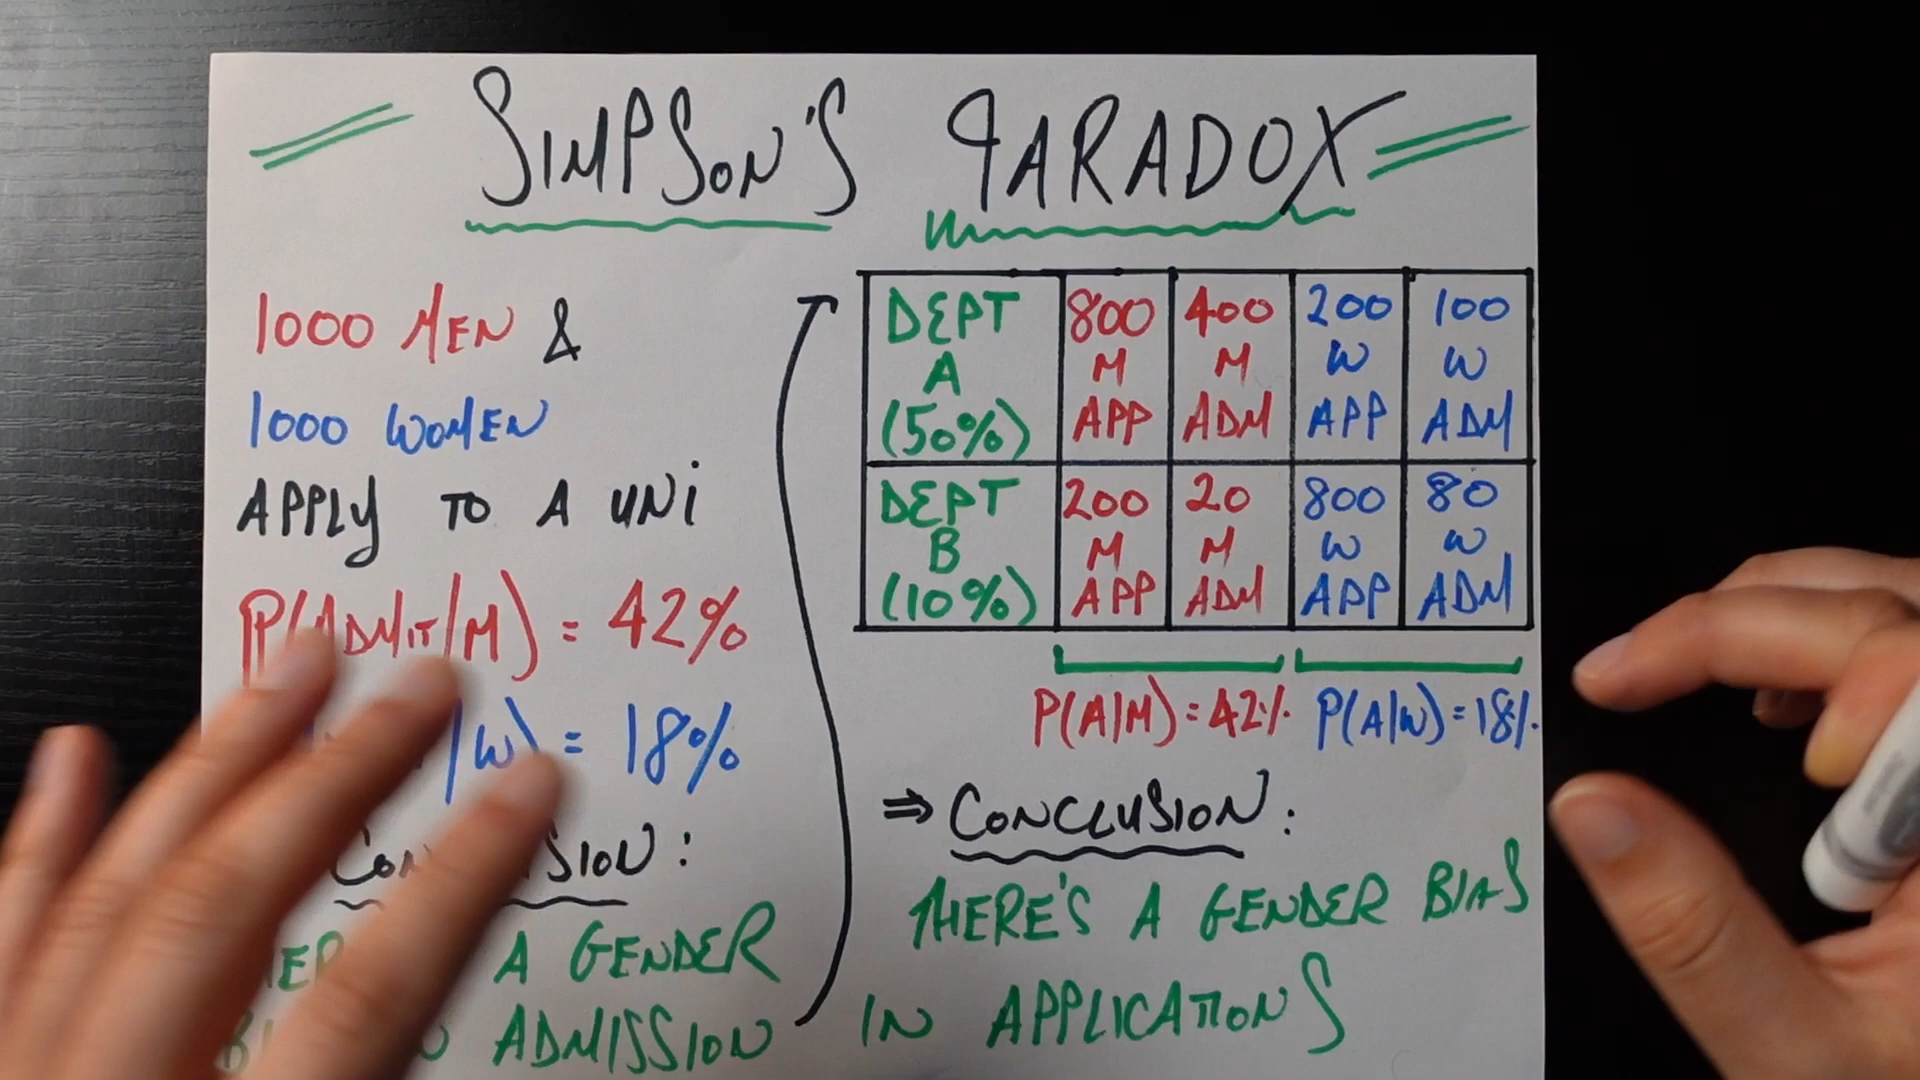 SIMPSON'S PARADOX
1000 MEN &
1000 WOMEN
APPLY TO A UNI
P(ADMIT/M) = 42%
/W) = 18%
:
A GENDER
ADMISSION
DEPT A (50%) 800 M APP 400 M ADM 200 W APP 100 W ADM
DEPT B (10%) 200 M APP 20 M ADM 800 W APP 80 W ADM
P(A|M) = 42% P(A|W) = 18%
⇒ CONCLUSION:
THERE'S A GENDER BIAS
IN APPLICATIONS